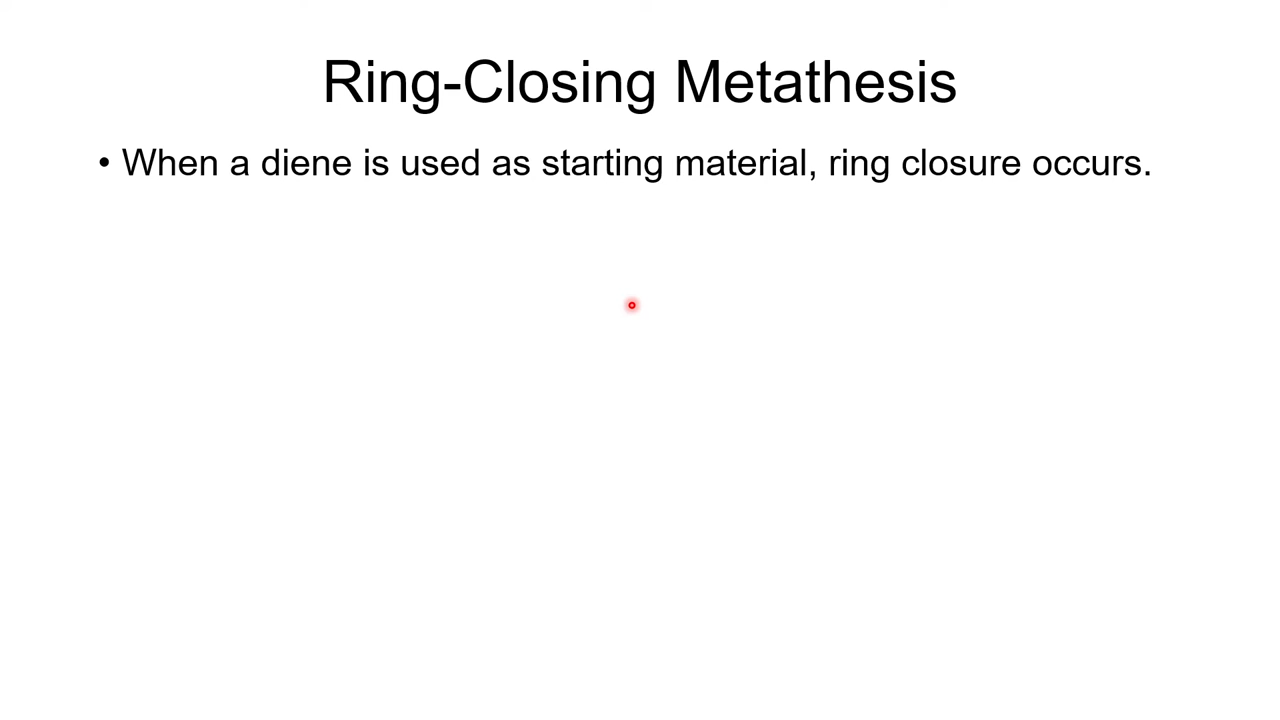 Ring-Closing Metathesis
• When a diene is used as starting material, ring closure occurs.